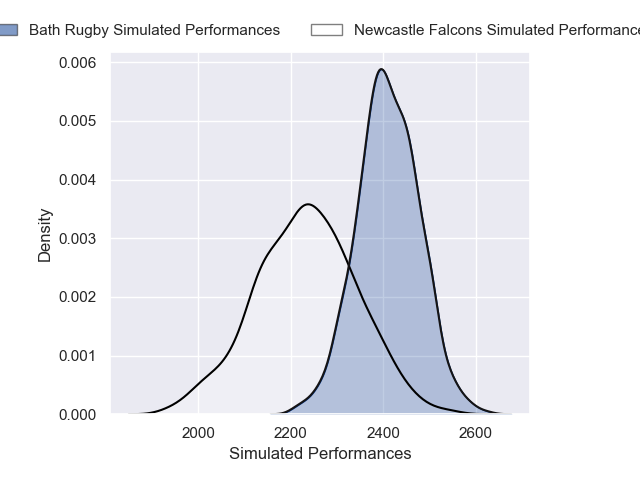 Bath Rugby Simulated Performances
Newcastle Falcons Simulated Performance
0.006
0.005
0.004
0.003
0.002
0.001
0.000
Density
2000
2200
2400
2600
Simulated Performances